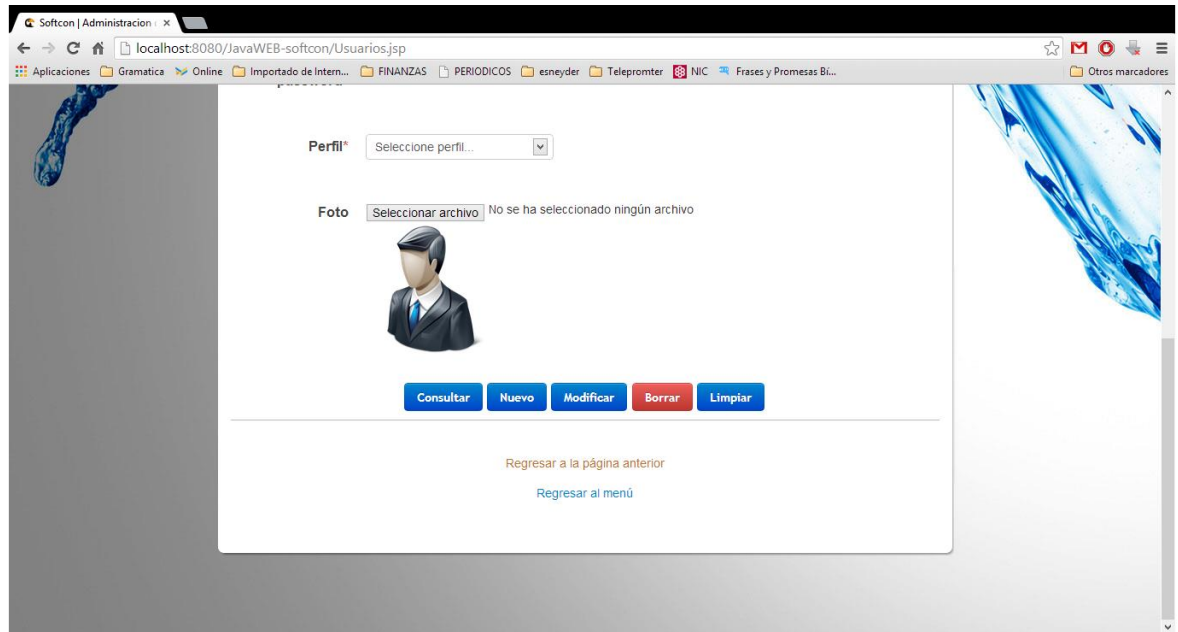 Softcon | Administracion
localhost:8080/JavaWEB-softcon/Usuarios.jsp
Aplicaciones Gramatica Online Importado de Intern... FINANZAS PERIODICOS esneyder Telepromter NIC Frases y Promesas Bí... Otros marcadores
Perfil* Seleccione perfil...
Foto Seleccionar archivo No se ha seleccionado ningún archivo
Consultar Nuevo Modificar Borrar Limpiar
Regresar a la página anterior
Regresar al menú